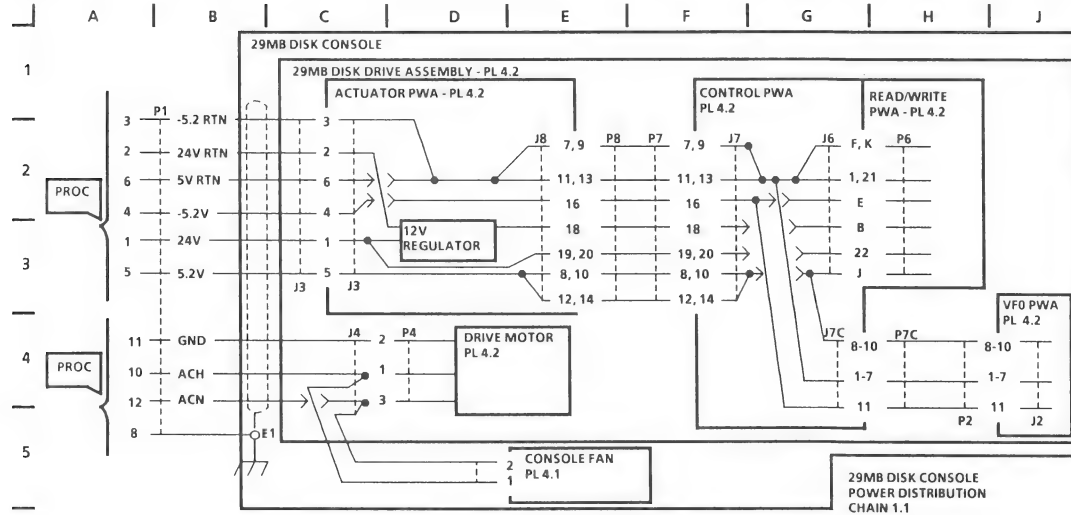 A B C D E F G H J
1
29MB DISK CONSOLE
29MB DISK DRIVE ASSEMBLY - PL 4.2
ACTUATOR PWA - PL 4.2
CONTROL PWA
PL 4.2
READ/WRITE
PWA - PL 4.2
P1
3 -5.2 RTN 3
2
J8 7, 9 P8 P7 7, 9 J7 J6 F, K P6
2 24V RTN 2
PROC
6 5V RTN 6 11, 13 11, 13 1, 21
4 -5.2V 4 16 16 E
12V
REGULATOR
18 18 B
1 24V 1
3
19, 20 19, 20 22
5 5.2V 5 8, 10 8, 10 J
J3 J3
12, 14 12, 14
VF0 PWA
PL 4.2
4
PROC
11 GND J4 2 P4
DRIVE MOTOR
PL 4.2
J7C 8-10 P7C 8-10
10 ACH 1 1-7 1-7
12 ACN 3 11 P2 11 J2
8 E1
5
2
1
CONSOLE FAN
PL 4.1
29MB DISK CONSOLE
POWER DISTRIBUTION
CHAIN 1.1